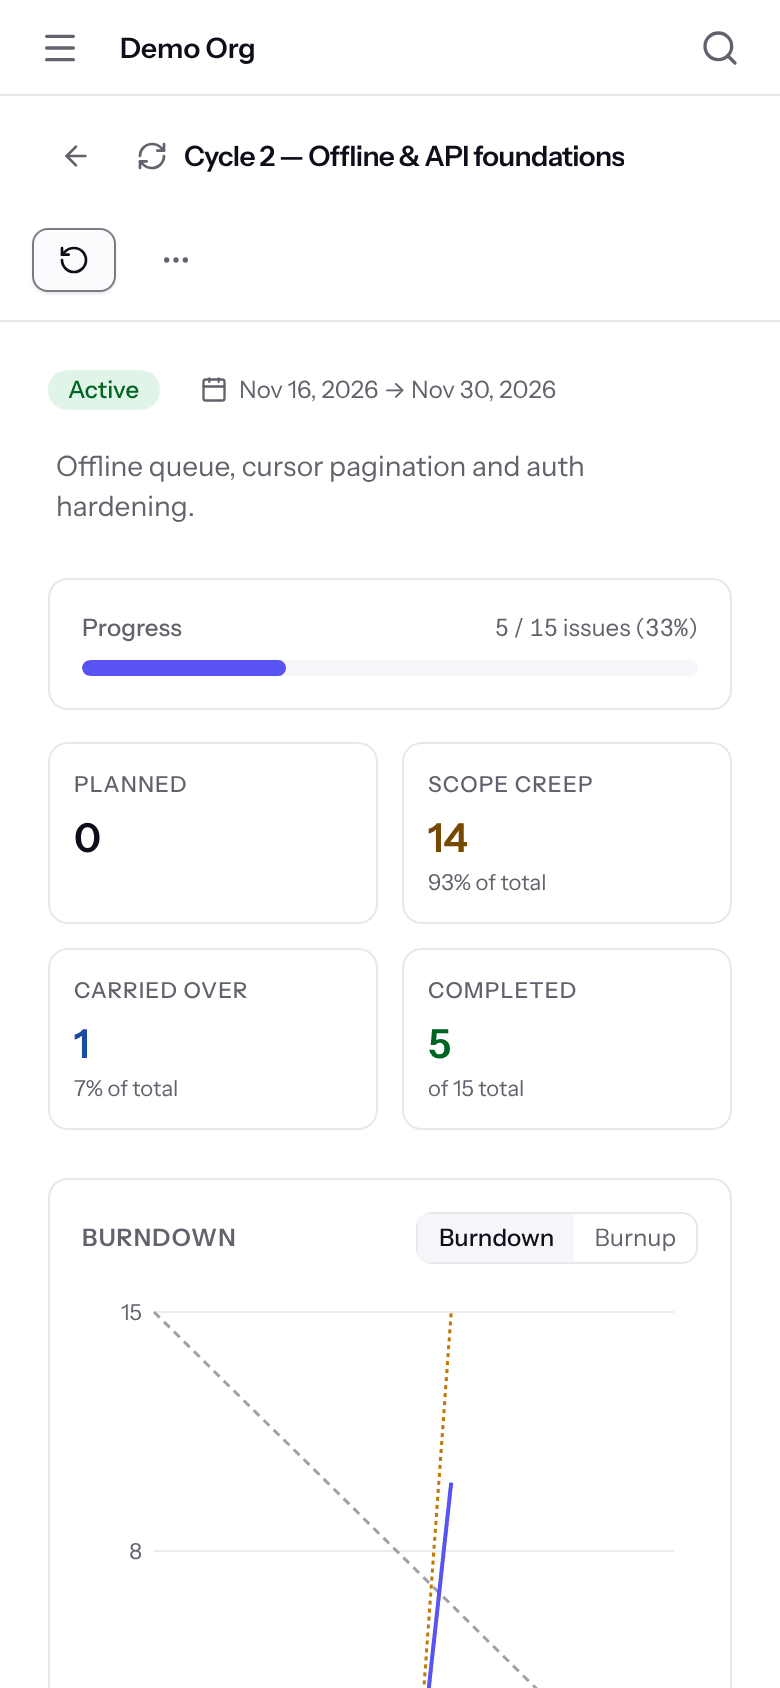 Demo Org
Cycle 2 — Offline & API foundations
Active
Nov 16, 2026 → Nov 30, 2026
Offline queue, cursor pagination and auth
hardening.
Progress
5 / 15 issues (33%)
PLANNED
0
SCOPE CREEP
14
93% of total
CARRIED OVER
1
7% of total
COMPLETED
5
of 15 total
BURNDOWN
Burndown
Burnup
15
8